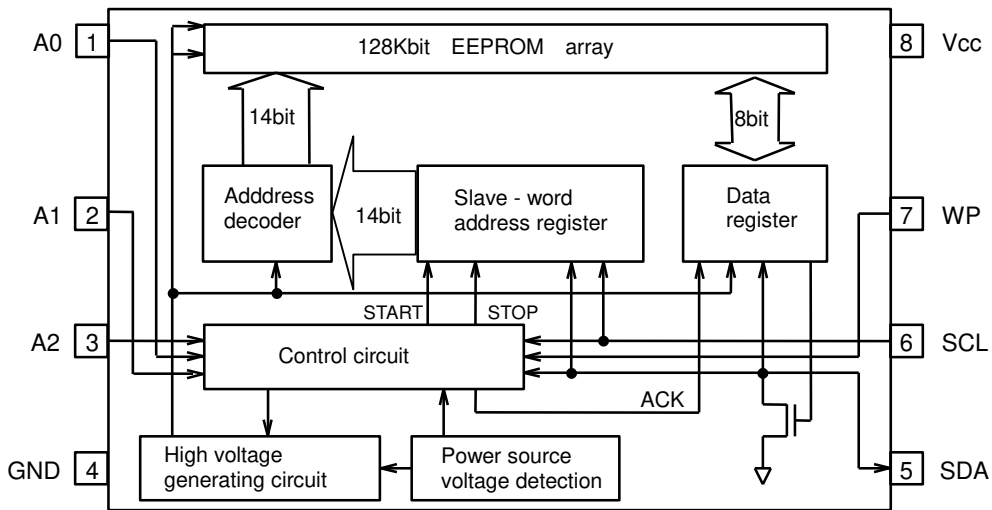 128Kbit EEPROM array
A0 1
8 Vcc
14bit
8bit
Adddress
decoder
14bit
Slave - word
address register
Data
register
A1 2
7 WP
START STOP
A2 3
Control circuit
6 SCL
ACK
GND 4
High voltage
generating circuit
Power source
voltage detection
5 SDA